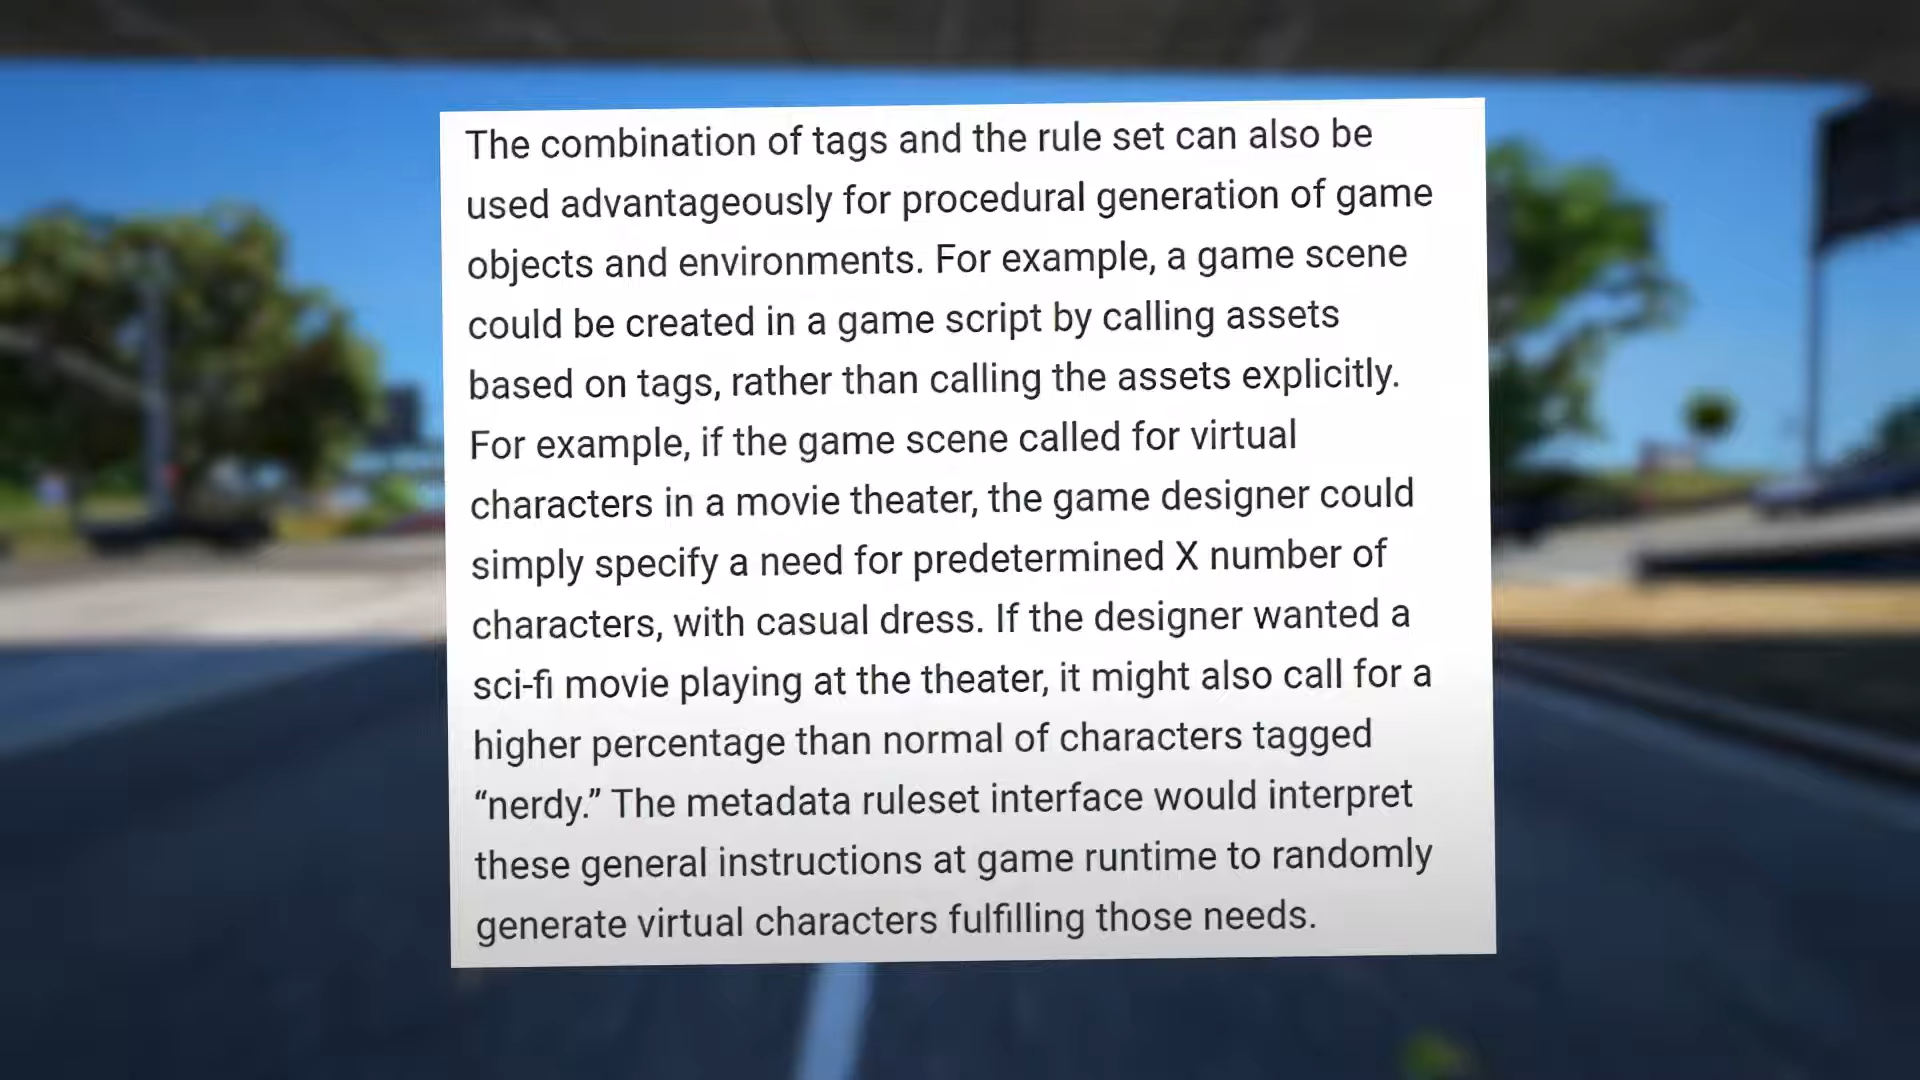 The combination of tags and the rule set can also be
used advantageously for procedural generation of game
objects and environments. For example, a game scene
could be created in a game script by calling assets
based on tags, rather than calling the assets explicitly.
For example, if the game scene called for virtual
characters in a movie theater, the game designer could
simply specify a need for predetermined X number of
characters, with casual dress. If the designer wanted a
sci-fi movie playing at the theater, it might also call for a
higher percentage than normal of characters tagged
“nerdy.” The metadata ruleset interface would interpret
these general instructions at game runtime to randomly
generate virtual characters fulfilling those needs.